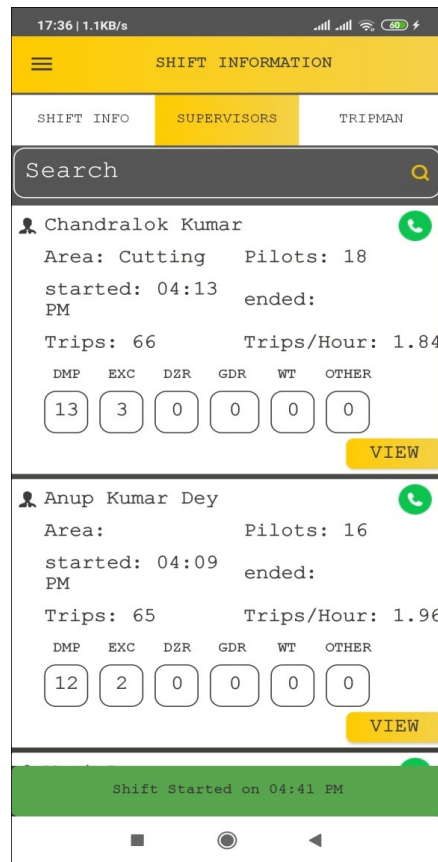 17:36 | 1.1KB/s 60
SHIFT INFORMATION
SHIFT INFO SUPERVISORS TRIPMAN
Search
Chandralok Kumar
Area: Cutting Pilots: 18
started: 04:13 PM ended:
Trips: 66 Trips/Hour: 1.84
DMP EXC DZR GDR WT OTHER
13 3 0 0 0 0
VIEW
Anup Kumar Dey
Area: Pilots: 16
started: 04:09 PM ended:
Trips: 65 Trips/Hour: 1.96
DMP EXC DZR GDR WT OTHER
12 2 0 0 0 0
VIEW
Shift Started on 04:41 PM